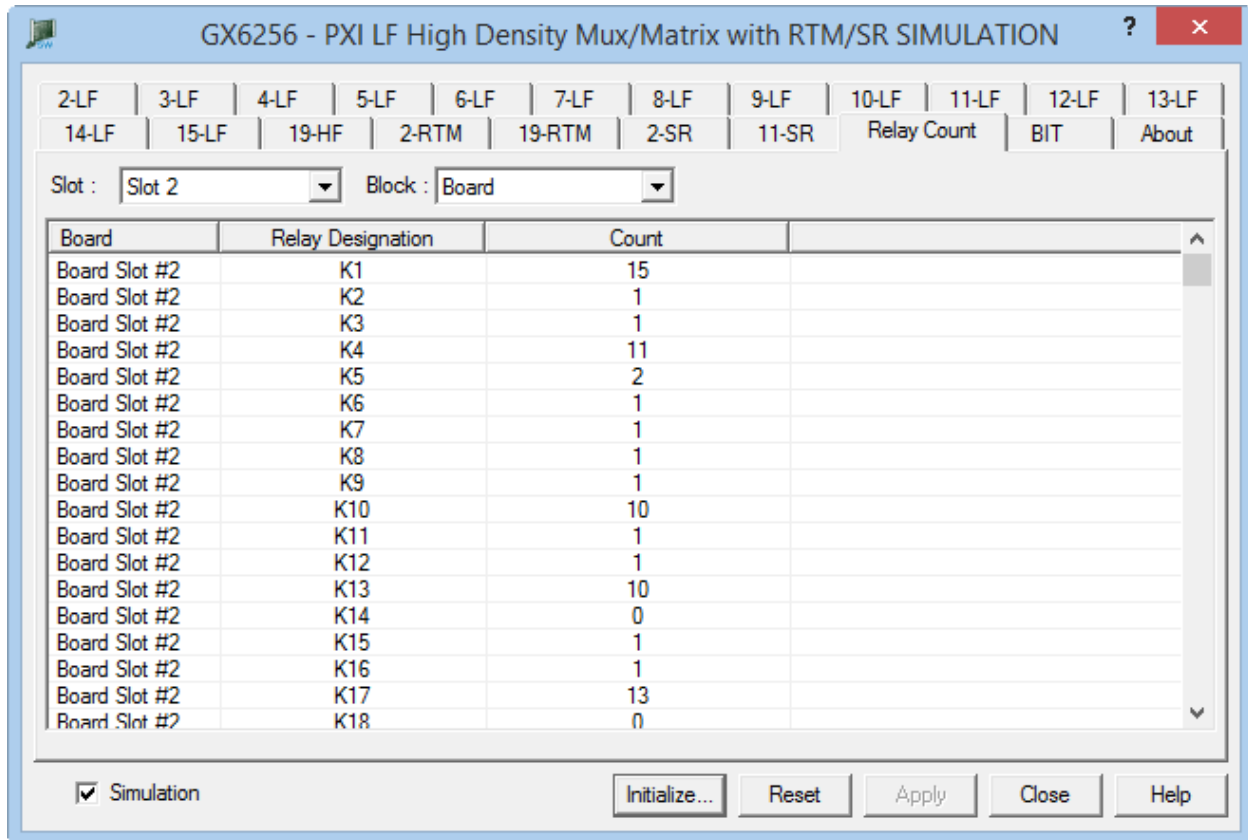 GX6256 - PXI LF High Density Mux/Matrix with RTM/SR SIMULATION ? ×
2-LF 3-LF 4-LF 5-LF 6-LF 7-LF 8-LF 9-LF 10-LF 11-LF 12-LF 13-LF
14-LF 15-LF 19-HF 2-RTM 19-RTM 2-SR 11-SR Relay Count BIT About
Slot : Slot 2 Block : Board
Board Relay Designation Count
Board Slot #2 K1 15
Board Slot #2 K2 1
Board Slot #2 K3 1
Board Slot #2 K4 11
Board Slot #2 K5 2
Board Slot #2 K6 1
Board Slot #2 K7 1
Board Slot #2 K8 1
Board Slot #2 K9 1
Board Slot #2 K10 10
Board Slot #2 K11 1
Board Slot #2 K12 1
Board Slot #2 K13 10
Board Slot #2 K14 0
Board Slot #2 K15 1
Board Slot #2 K16 1
Board Slot #2 K17 13
Board Slot #2 K18 0
Simulation Initialize... Reset Apply Close Help